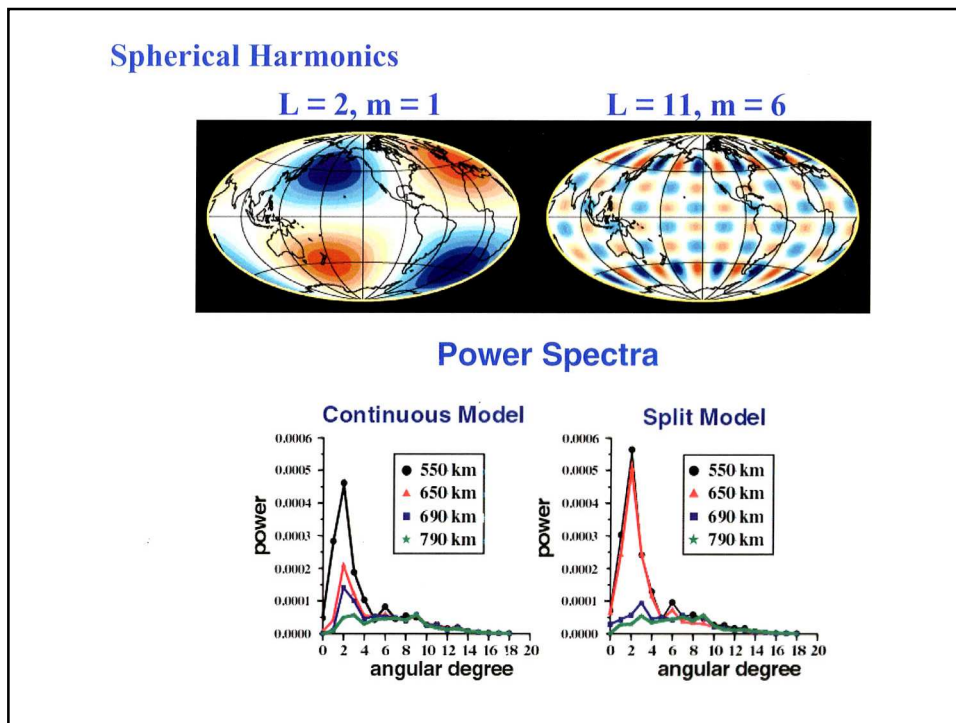 Spherical Harmonics
L = 2, m = 1
L = 11, m = 6
Power Spectra
Continuous Model
0.0006
0.0005
0.0004
0.0003
0.0002
0.0001
0.0000
power
550 km
650 km
690 km
790 km
0 2 4 6 8 10 12 14 16 18 20
angular degree
Split Model
0.0006
0.0005
0.0004
0.0003
0.0002
0.0001
0.0000
power
550 km
650 km
690 km
790 km
0 2 4 6 8 10 12 14 16 18 20
angular degree